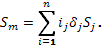 $S_m = \sum_{i=1}^{n} i_j \delta_j S_j .$